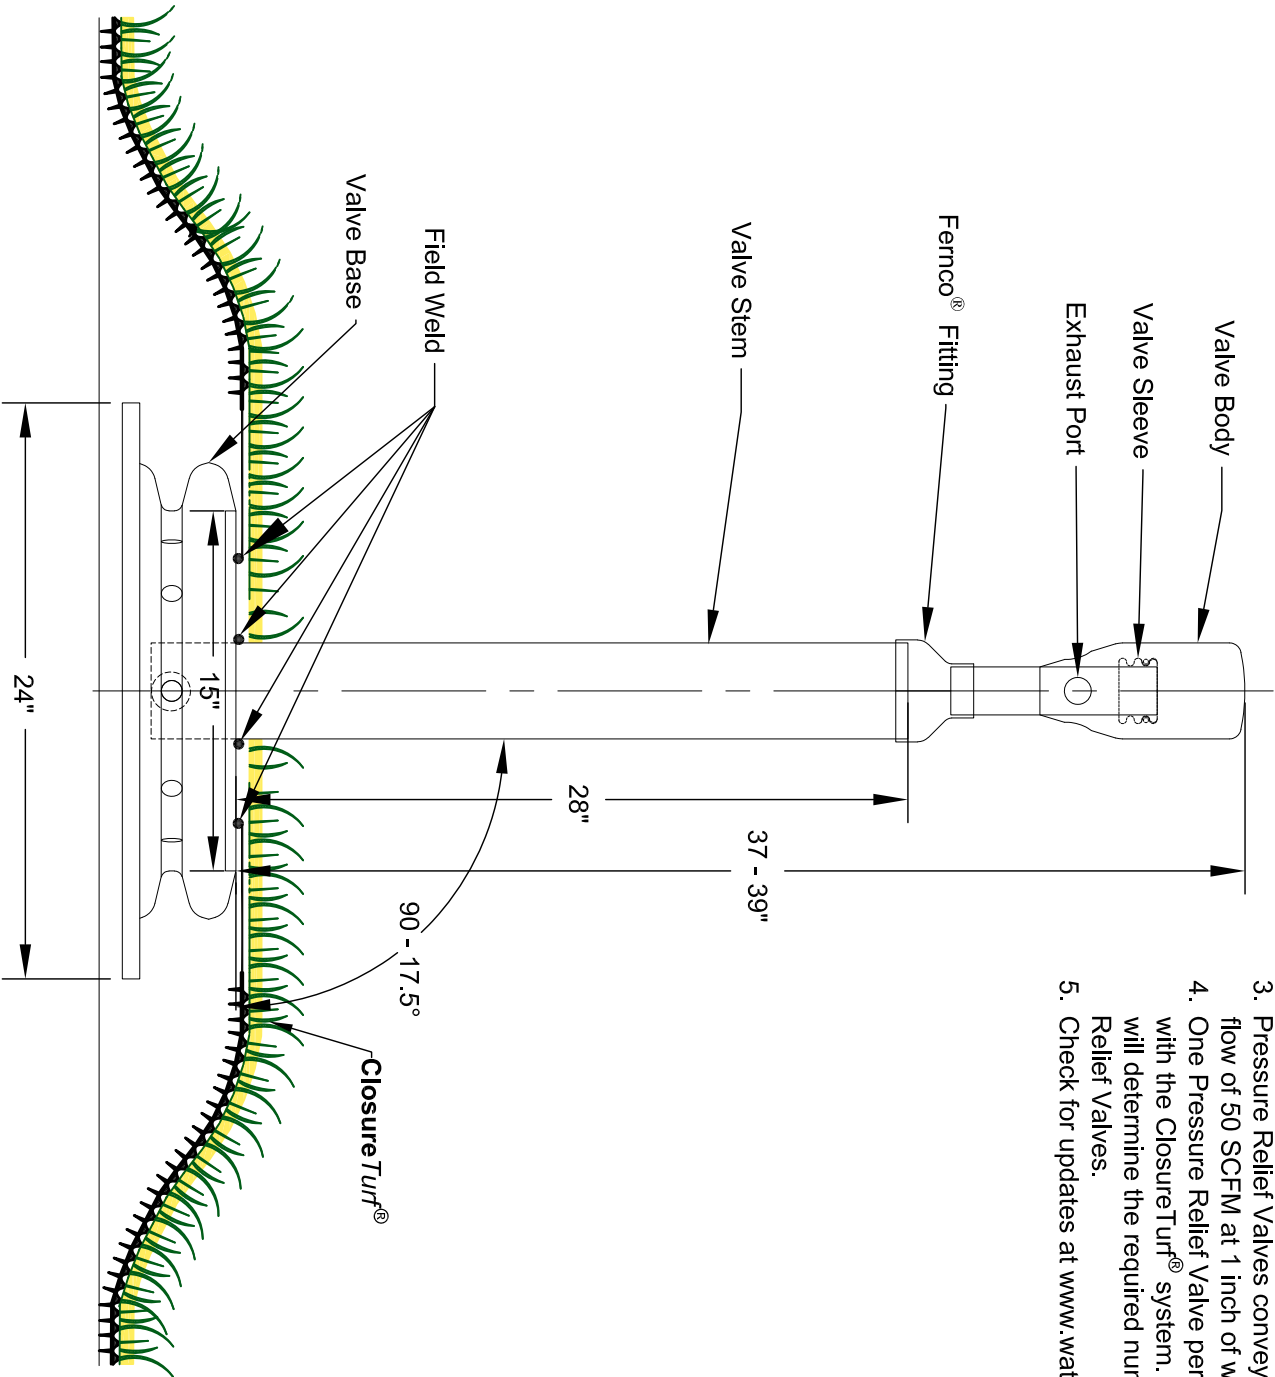 Valve Body
Valve Sleeve
Exhaust Port
Fernco® Fitting
Valve Stem
Field Weld
Valve Base
3. Pressure Relief Valves convey
flow of 50 SCFM at 1 inch of
4. One Pressure Relief Valve per
with the ClosureTurf® system.
will determine the required
Relief Valves.
5. Check for updates at
37 - 39"
28"
90 - 17.5°
ClosureTurf®
15"
24"